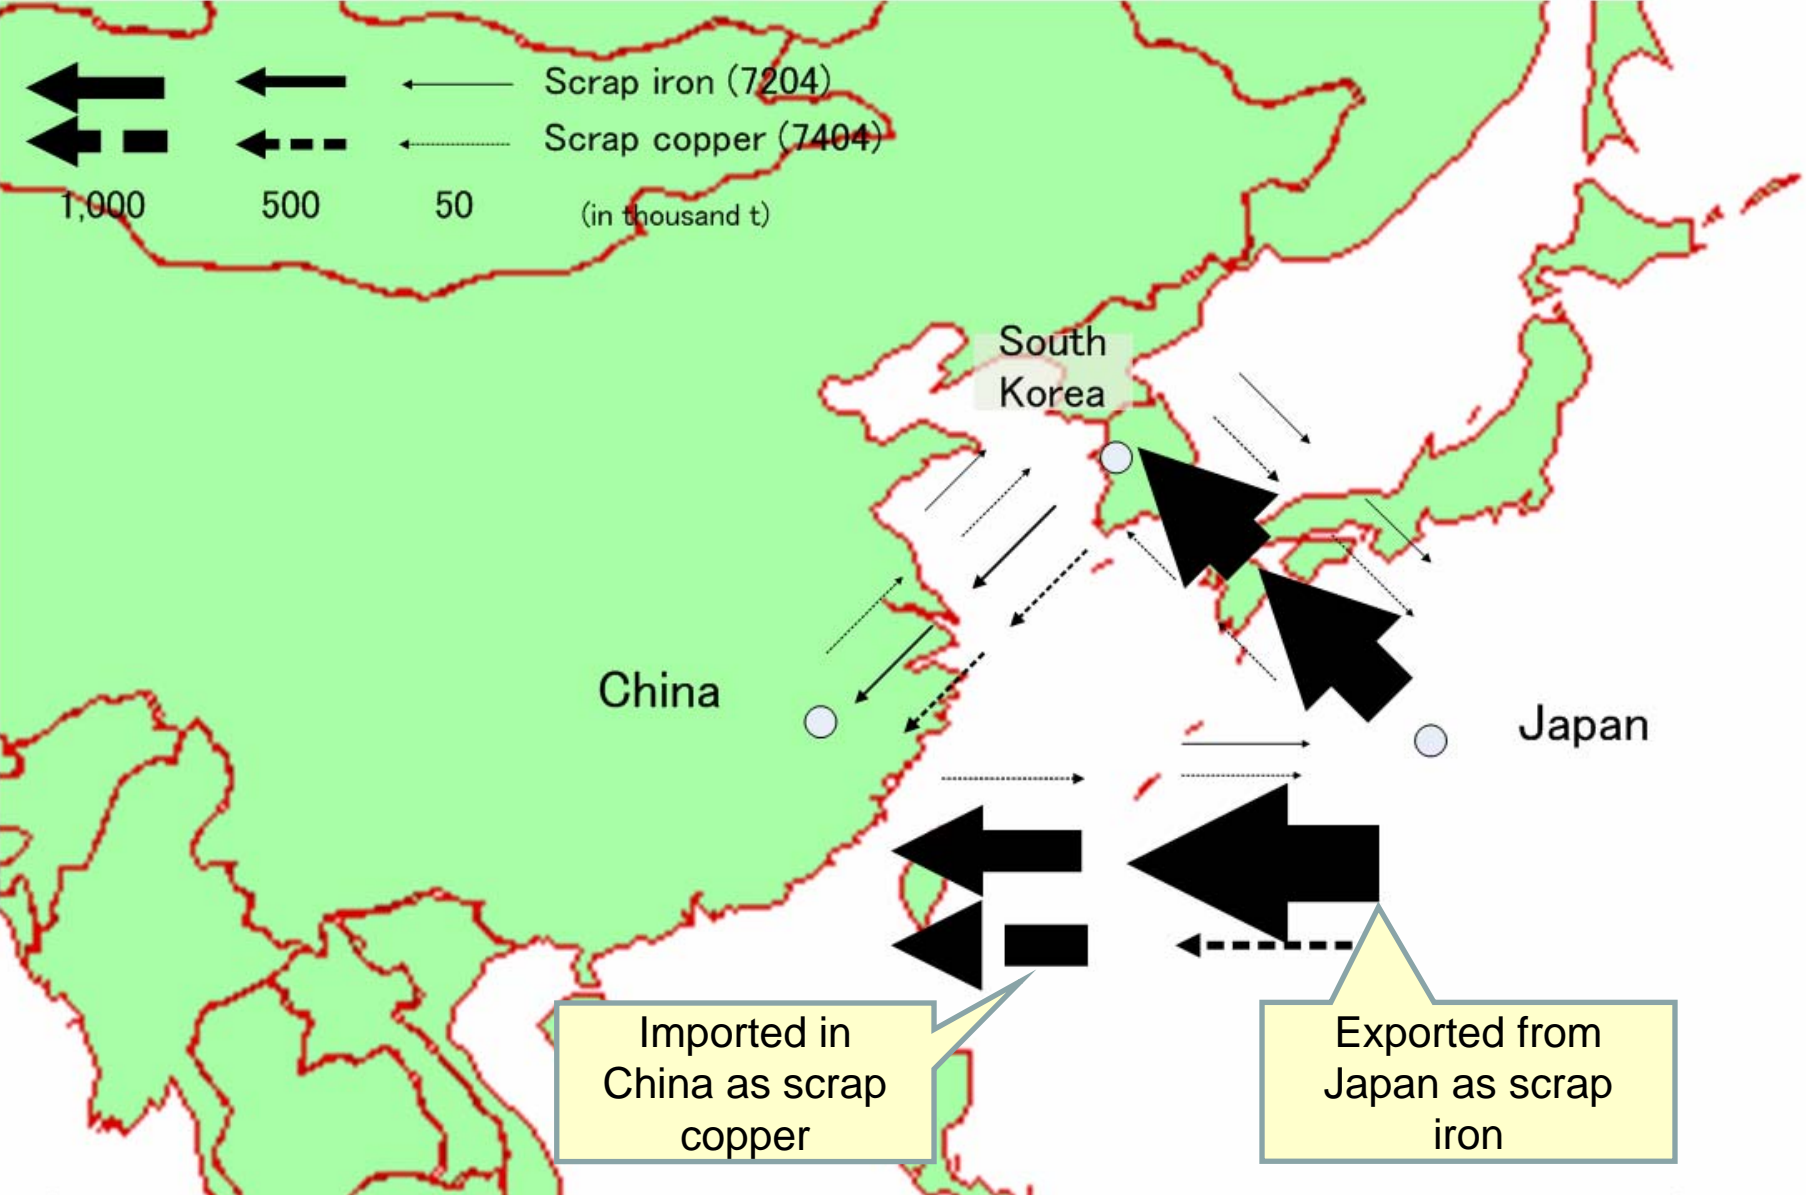 Scrap iron (7204)
Scrap copper (7404)
1,000 500 50 (in thousand t)
South
Korea
China
Japan
Imported in
China as scrap
copper
Exported from
Japan as scrap
iron